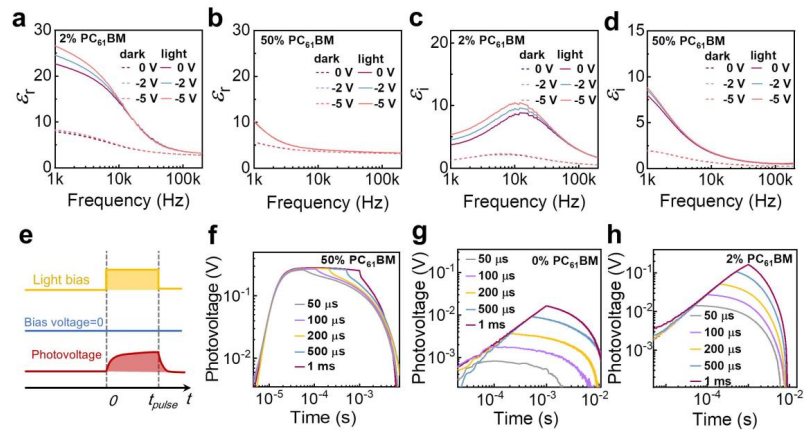 a
2% PC₆₁BM
dark light
0 V 0 V
-2 V -2 V
-5 V -5 V
30
20
10
0
εᵣ
1k 10k 100k
Frequency (Hz)
b
50% PC₆₁BM
dark light
0 V 0 V
-2 V -2 V
-5 V -5 V
30
20
10
0
εᵣ
1k 10k 100k
Frequency (Hz)
c
2% PC₆₁BM
dark light
0 V 0 V
-2 V -2 V
-5 V -5 V
20
15
10
5
0
εᵢ
1k 10k 100k
Frequency (Hz)
d
50% PC₆₁BM
dark light
0 V 0 V
-2 V -2 V
-5 V -5 V
15
10
5
0
εᵢ
1k 10k 100k
Frequency (Hz)
e
Light bias
Bias voltage=0
Photovoltage
0 t_pulse t
f
50% PC₆₁BM
Photovoltage (V)
10⁻¹
10⁻²
50 μs
100 μs
200 μs
500 μs
1 ms
10⁻⁵ 10⁻⁴ 10⁻³
Time (s)
g
0% PC₆₁BM
Photovoltage (V)
10⁻¹
10⁻²
10⁻³
50 μs
100 μs
200 μs
500 μs
1 ms
10⁻⁴ 10⁻³ 10⁻²
Time (s)
h
2% PC₆₁BM
Photovoltage (V)
10⁻¹
10⁻²
10⁻³
50 μs
100 μs
200 μs
500 μs
1 ms
10⁻⁴ 10⁻³ 10⁻²
Time (s)